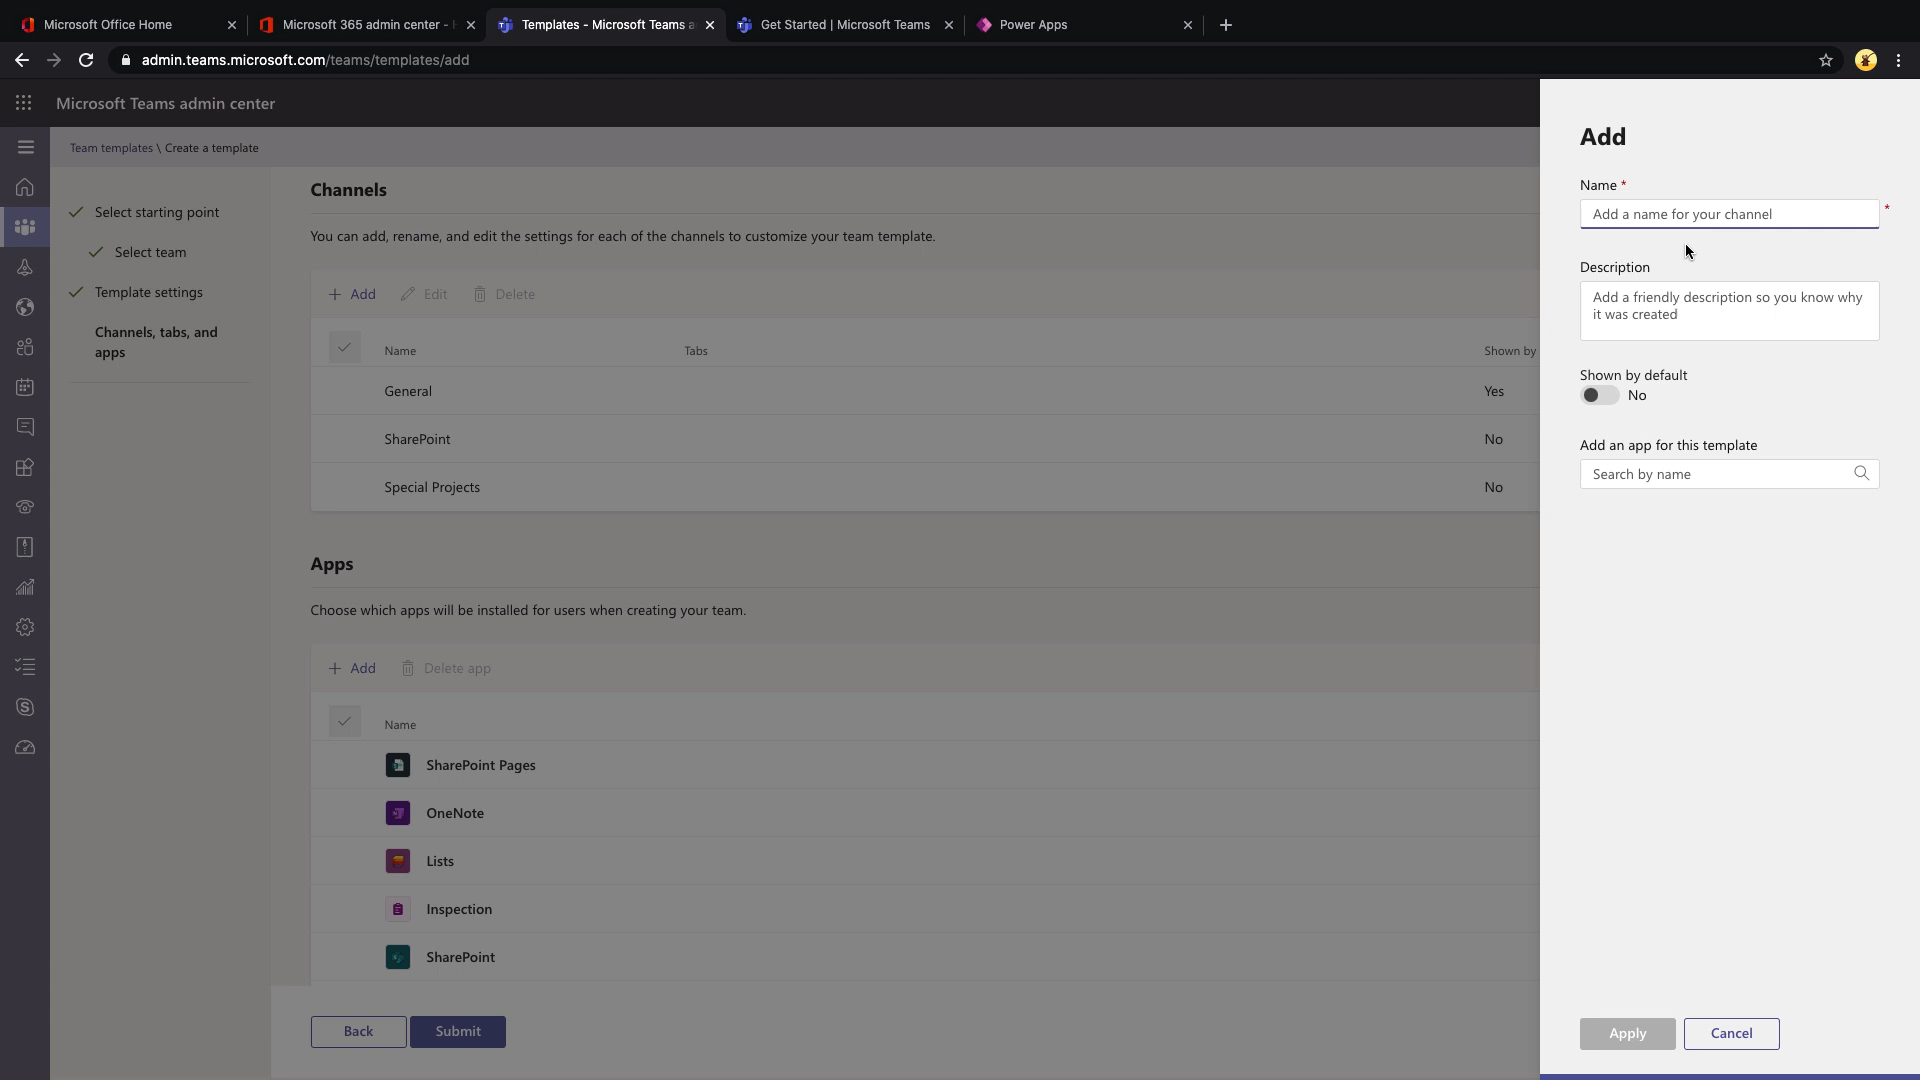 Microsoft Office Home
Microsoft 365 admin center -
Templates - Microsoft Teams a
Get Started | Microsoft Teams
Power Apps
admin.teams.microsoft.com/teams/templates/add
Microsoft Teams admin center
Team templates \ Create a template
Select starting point
Select team
Template settings
Channels, tabs, and
apps
Channels
You can add, rename, and edit the settings for each of the channels to customize your team template.
Add
Edit
Delete
Name
Tabs
Shown by
General
Yes
SharePoint
No
Special Projects
No
Apps
Choose which apps will be installed for users when creating your team.
Add
Delete app
Name
SharePoint Pages
OneNote
Lists
Inspection
SharePoint
Back
Submit
Add
Name *
Add a name for your channel
*
Description
Add a friendly description so you know why
it was created
Shown by default
No
Add an app for this template
Search by name
Apply
Cancel